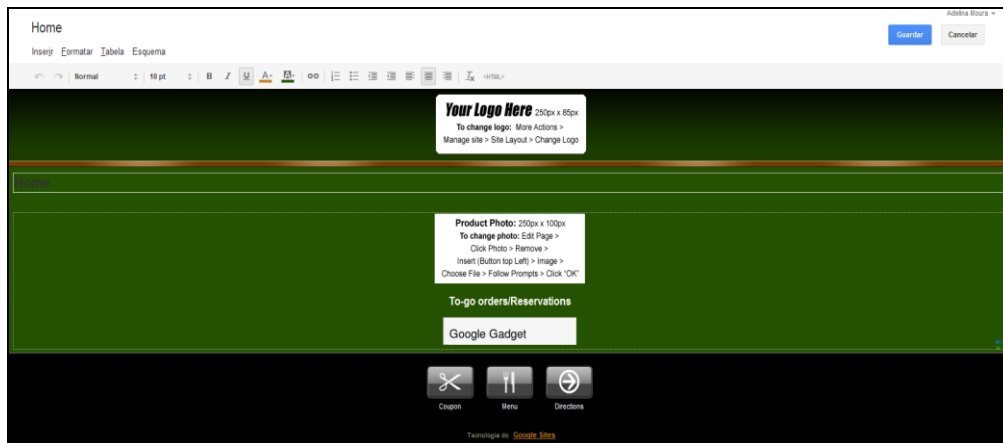 Adelina Moura
Home
Guardar Cancelar
Inserir Formatar Tabela Esquema
Normal 10 pt B I U A A <HTML>
Your Logo Here 250px x 85px
To change logo: More Actions >
Manage site > Site Layout > Change Logo
Home
Product Photo: 250px x 100px
To change photo: Edit Page >
Click Photo > Remove >
Insert (Button top Left) > Image >
Choose File > Follow Prompts > Click "OK"
To-go orders/Reservations
Google Gadget
Coupon Menu Directions
Tecnologia do Google Sites